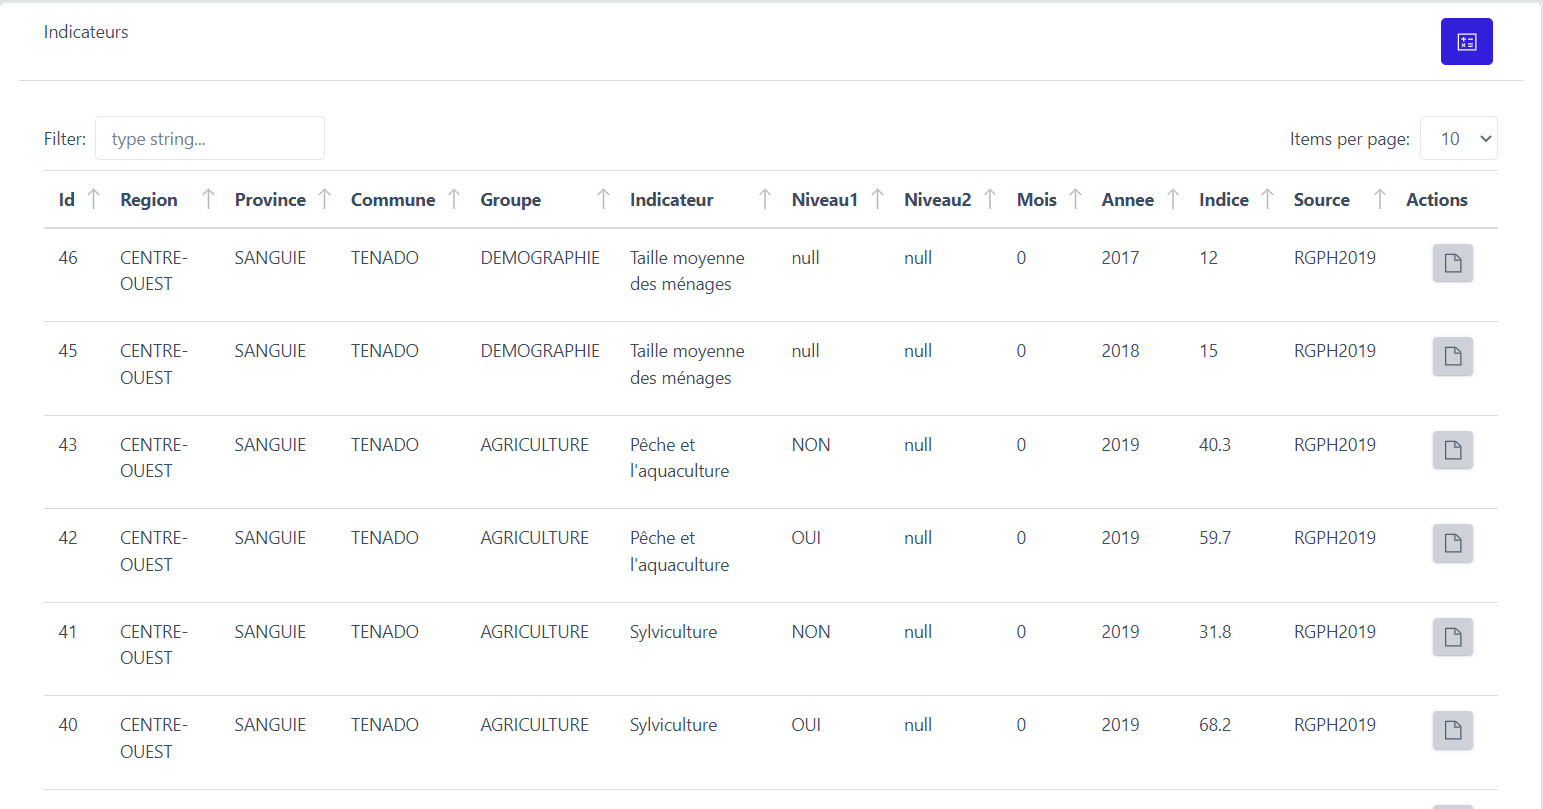 Indicateurs
Filter: type string... Items per page: 10
Id Region Province Commune Groupe Indicateur Niveau1 Niveau2 Mois Annee Indice Source Actions
46 CENTRE- SANGUIE TENADO DEMOGRAPHIE Taille moyenne null null 0 2017 12 RGPH2019
OUEST des ménages
45 CENTRE- SANGUIE TENADO DEMOGRAPHIE Taille moyenne null null 0 2018 15 RGPH2019
OUEST des ménages
43 CENTRE- SANGUIE TENADO AGRICULTURE Pêche et NON null 0 2019 40.3 RGPH2019
OUEST l'aquaculture
42 CENTRE- SANGUIE TENADO AGRICULTURE Pêche et OUI null 0 2019 59.7 RGPH2019
OUEST l'aquaculture
41 CENTRE- SANGUIE TENADO AGRICULTURE Sylviculture NON null 0 2019 31.8 RGPH2019
OUEST
40 CENTRE- SANGUIE TENADO AGRICULTURE Sylviculture OUI null 0 2019 68.2 RGPH2019
OUEST